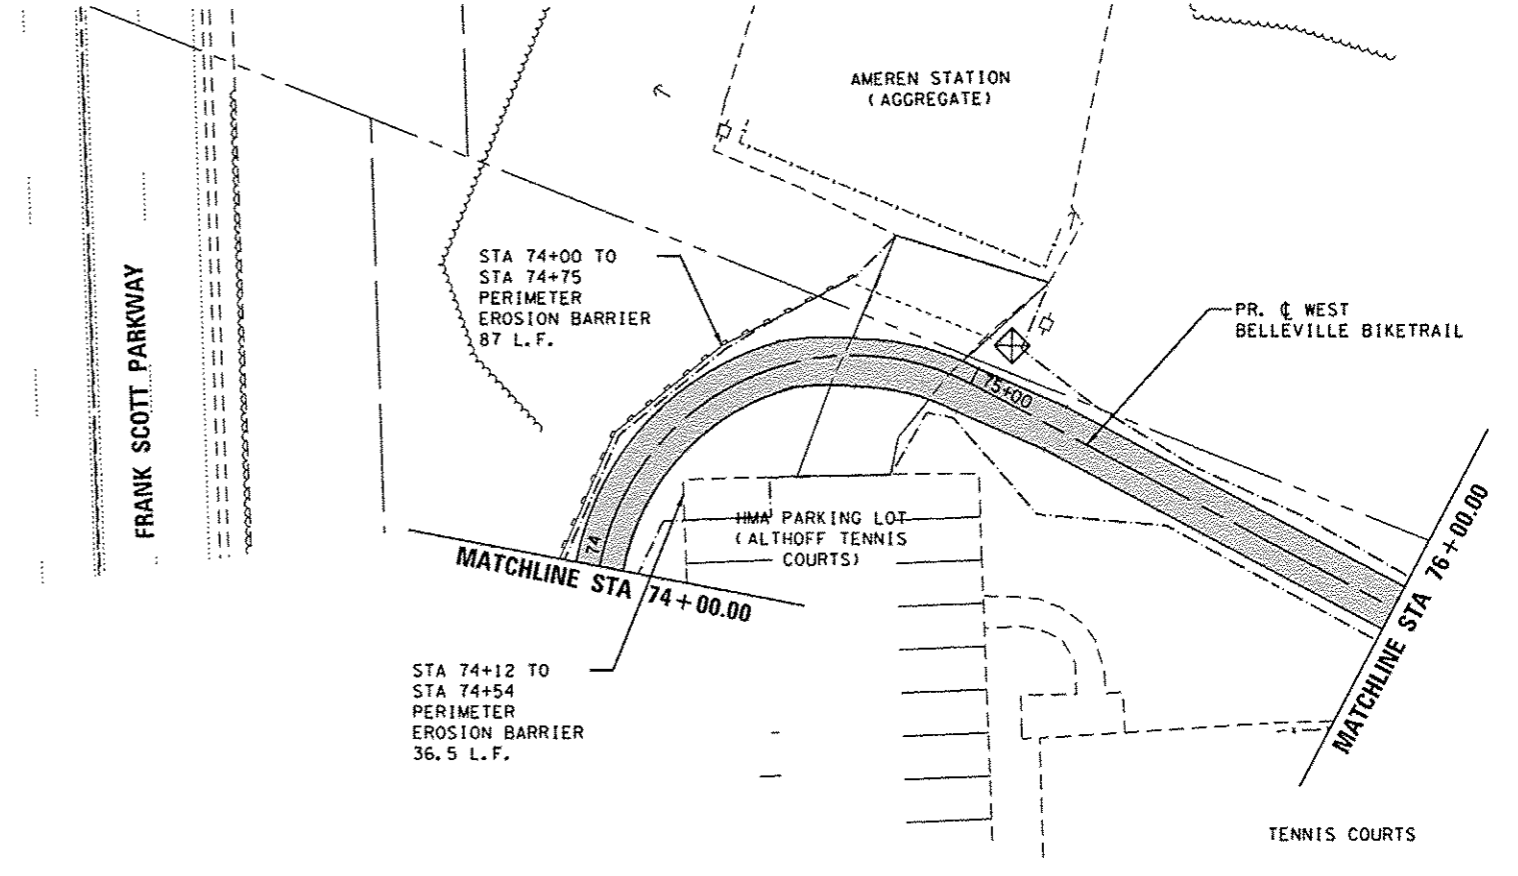 AMEREN STATION
(AGGREGATE)
STA 74+00 TO
STA 74+75
PERIMETER
EROSION BARRIER
87 L.F.
PR. ℄ WEST
BELLEVILLE BIKETRAIL
FRANK SCOTT PARKWAY
75+00
HMA PARKING LOT
(ALTHOFF TENNIS
COURTS)
74
MATCHLINE STA 74+00.00
MATCHLINE STA 76+00.00
STA 74+12 TO
STA 74+54
PERIMETER
EROSION BARRIER
36.5 L.F.
TENNIS COURTS